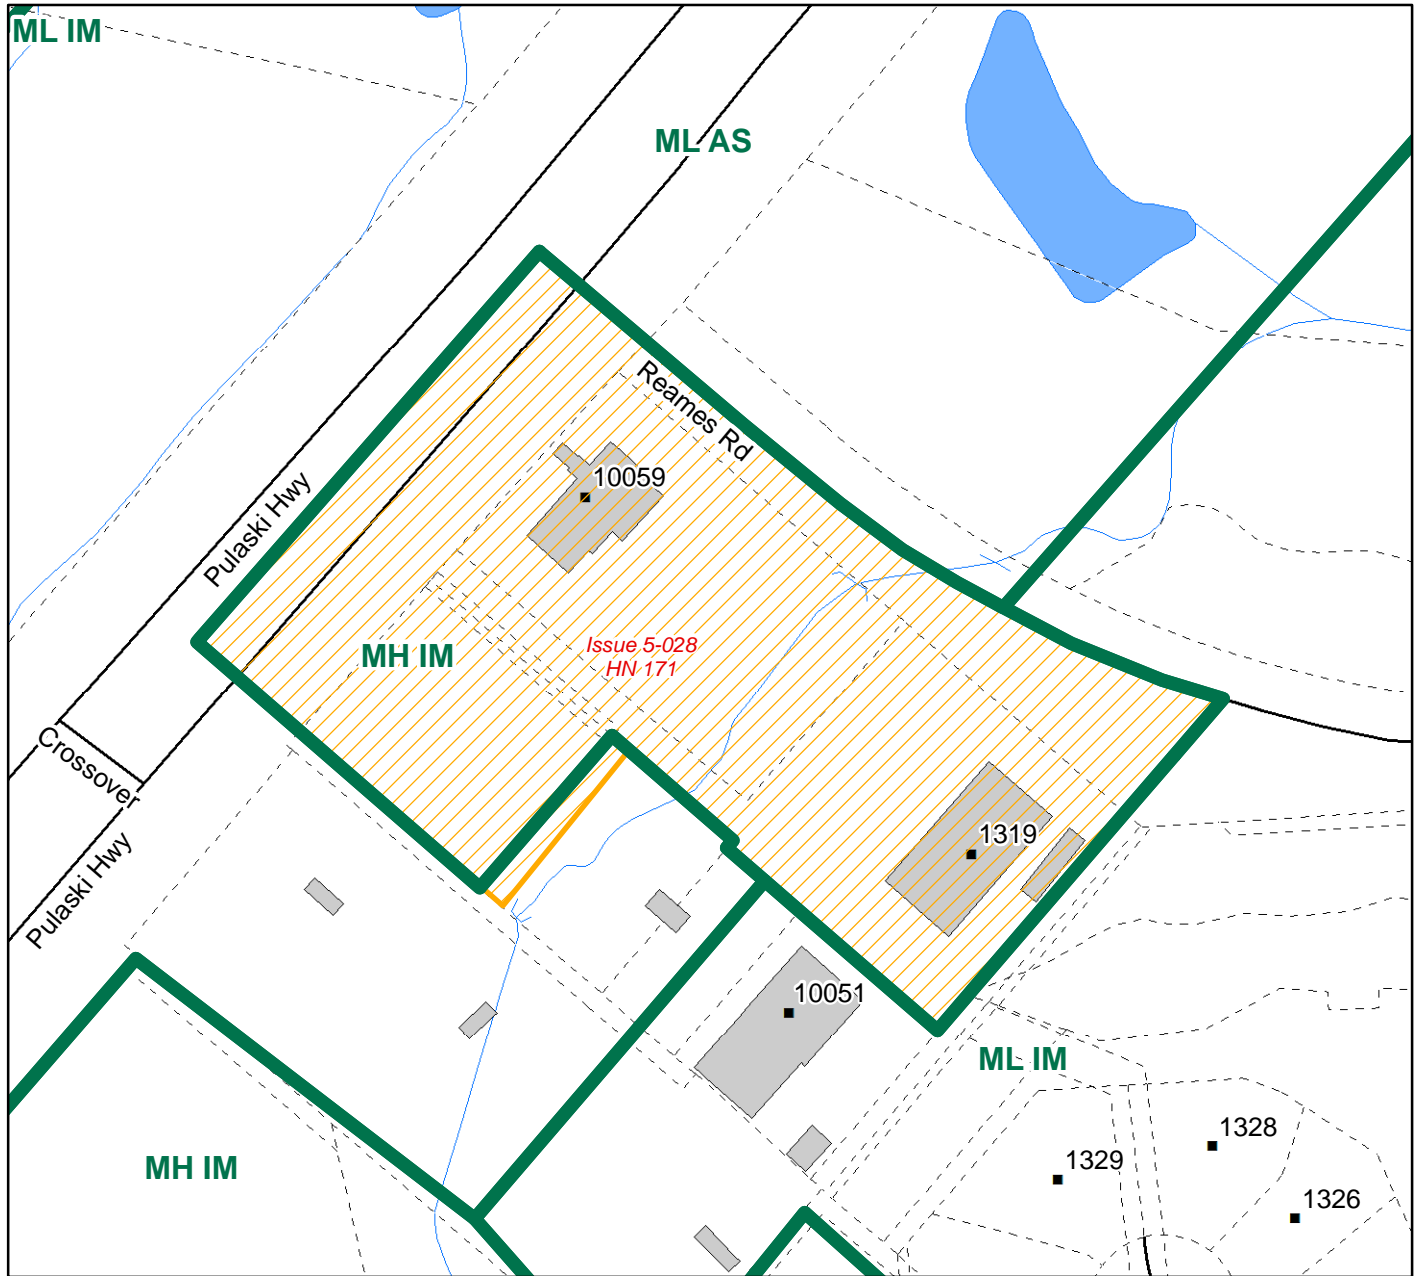 ML IM
ML AS
Reames Rd
10059
Pulaski Hwy
Issue 5-028
HN 171
MH IM
Crossover
1319
Pulaski Hwy
10051
ML IM
1328
1329
MH IM
1326